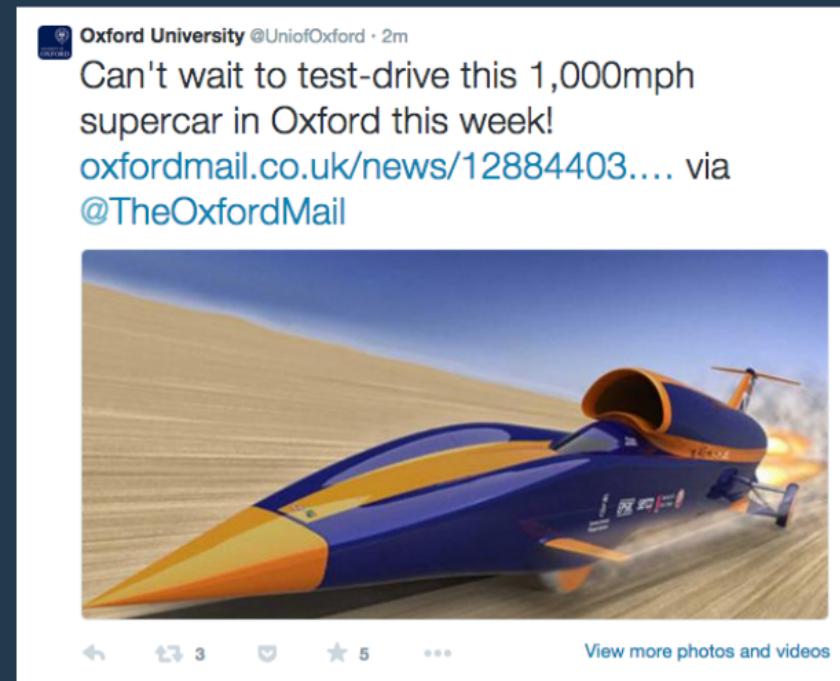 Oxford University @UniofOxford · 2m
Can't wait to test-drive this 1,000mph
supercar in Oxford this week!
oxfordmail.co.uk/news/12884403.... via
@TheOxfordMail
3
5
View more photos and videos